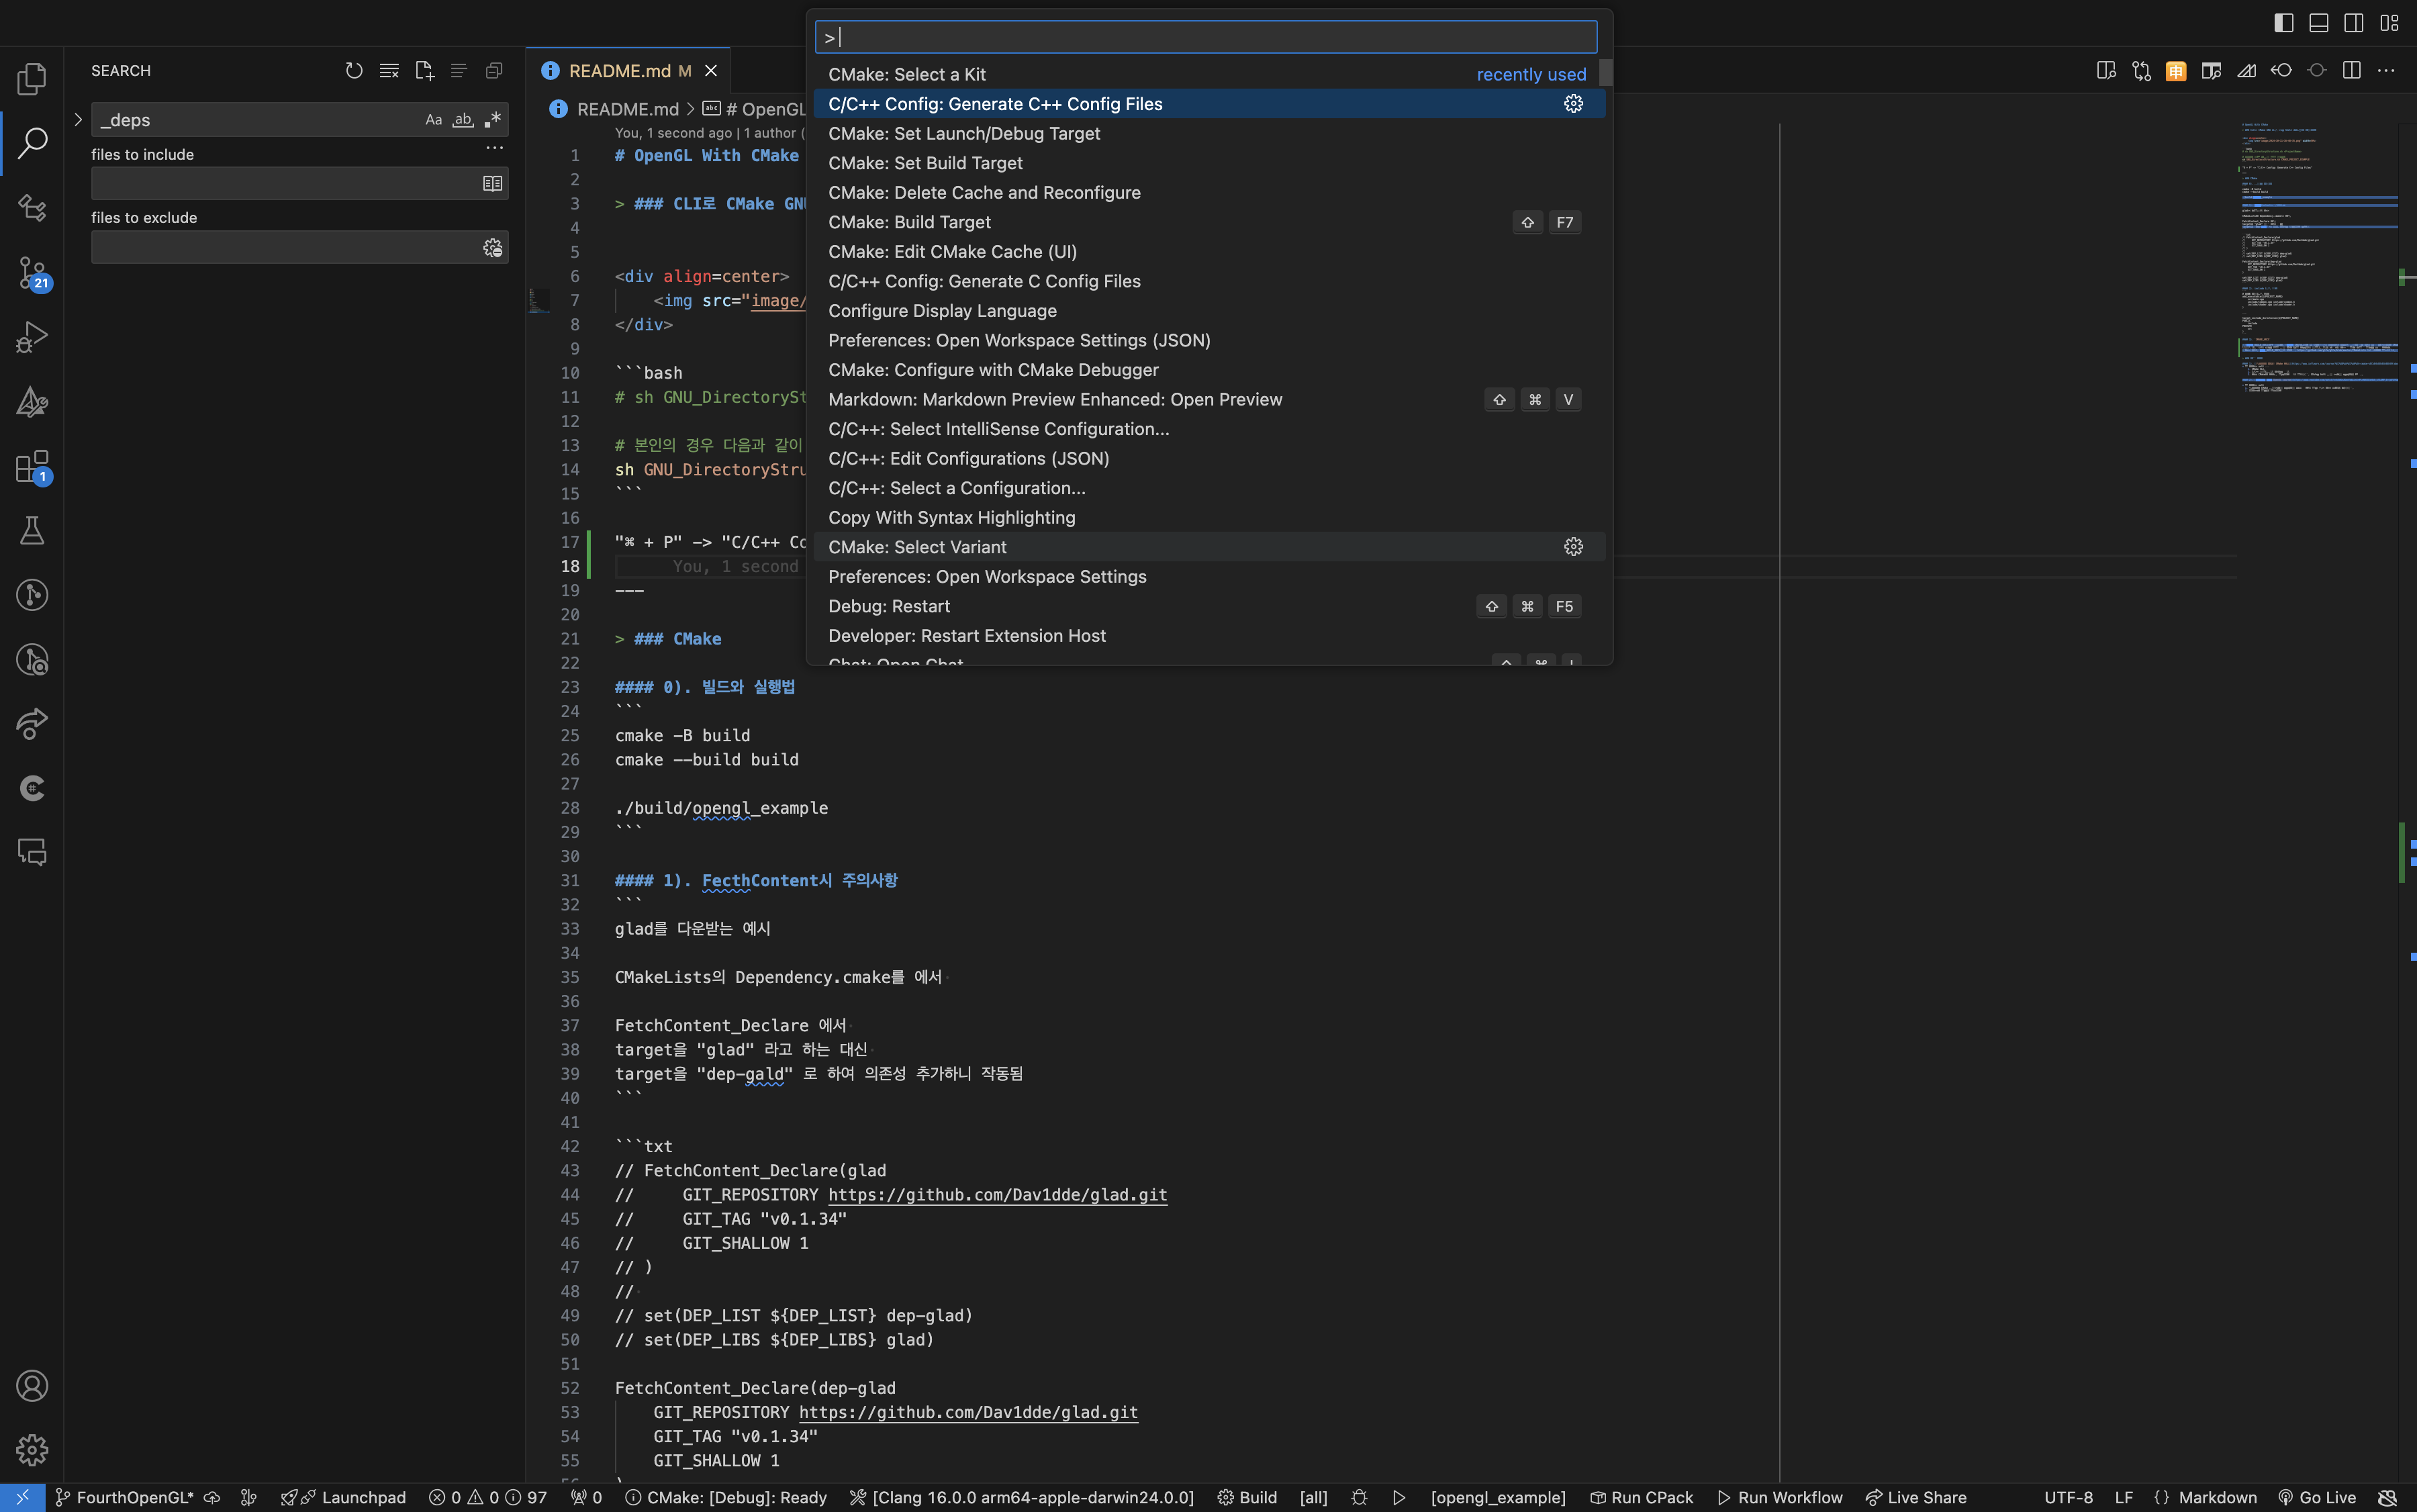 >
CMake: Select a Kit recently used
C/C++ Config: Generate C++ Config Files
CMake: Set Launch/Debug Target
CMake: Set Build Target
CMake: Delete Cache and Reconfigure
CMake: Build Target ⇧ F7
CMake: Edit CMake Cache (UI)
C/C++ Config: Generate C Config Files
Configure Display Language
Preferences: Open Workspace Settings (JSON)
CMake: Configure with CMake Debugger
Markdown: Markdown Preview Enhanced: Open Preview ⇧ ⌘ V
C/C++: Select IntelliSense Configuration...
C/C++: Edit Configurations (JSON)
C/C++: Select a Configuration...
Copy With Syntax Highlighting
CMake: Select Variant
Preferences: Open Workspace Settings
Debug: Restart ⇧ ⌘ F5
Developer: Restart Extension Host
Chat: Open Chat
SEARCH
_deps Aa ab
files to include
files to exclude
21
1
README.md M
README.md > # OpenGL
You, 1 second ago | 1 author (
1 # OpenGL With CMake
2
3 > ### CLI로 CMake GNU
4
5
6 <div align=center>
7 <img src="image/
8 </div>
9
10 ```bash
11 # sh GNU_DirectorySt
12
13 # 본인의 경우 다음과 같이
14 sh GNU_DirectoryStru
15 ```
16
17 "⌘ + P" -> "C/C++ Co
18 You, 1 second
19 ---
20
21 > ### CMake
22
23 #### 0). 빌드와 실행법
24 ```
25 cmake -B build
26 cmake --build build
27
28 ./build/opengl_example
29 ```
30
31 #### 1). FecthContent시 주의사항
32 ```
33 glad를 다운받는 예시
34
35 CMakeLists의 Dependency.cmake를 에서
36
37 FetchContent_Declare 에서
38 target을 "glad" 라고 하는 대신
39 target을 "dep-gald" 로 하여 의존성 추가하니 작동됨
40 ```
41
42 ```txt
43 // FetchContent_Declare(glad
44 // GIT_REPOSITORY https://github.com/Dav1dde/glad.git
45 // GIT_TAG "v0.1.34"
46 // GIT_SHALLOW 1
47 // )
48 //
49 // set(DEP_LIST ${DEP_LIST} dep-glad)
50 // set(DEP_LIBS ${DEP_LIBS} glad)
51
52 FetchContent_Declare(dep-glad
53 GIT_REPOSITORY https://github.com/Dav1dde/glad.git
54 GIT_TAG "v0.1.34"
55 GIT_SHALLOW 1
FourthOpenGL* Launchpad 0 0 97 0 CMake: [Debug]: Ready [Clang 16.0.0 arm64-apple-darwin24.0.0] Build [all] [opengl_example] Run CPack Run Workflow Live Share UTF-8 LF {} Markdown Go Live